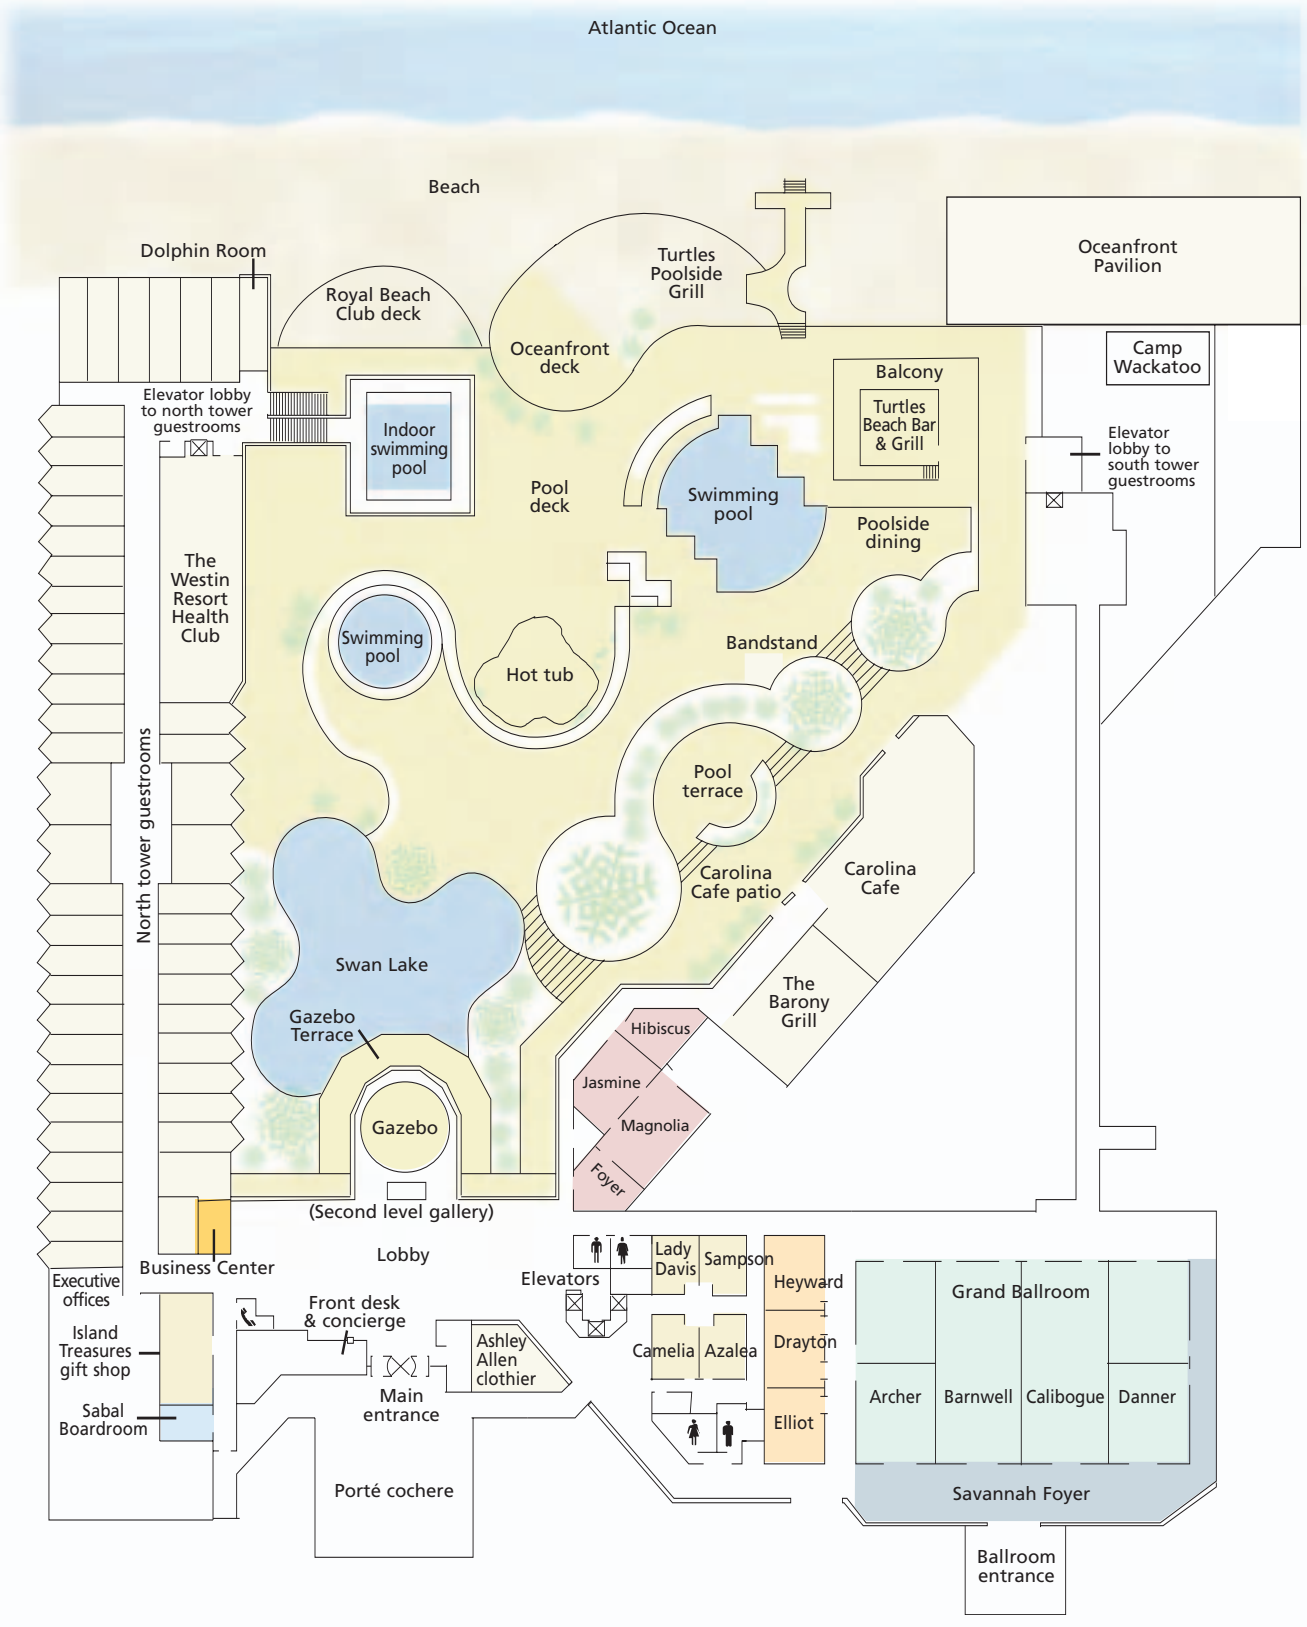 Atlantic Ocean
Beach
Dolphin Room
Royal Beach
Club deck
Turtles
Poolside
Grill
Oceanfront
Pavilion
Oceanfront
deck
Camp
Wackatoo
Balcony
Turtles
Beach Bar
& Grill
Elevator lobby
to north tower
guestrooms
Indoor
swimming
pool
Elevator
lobby to
south tower
guestrooms
Pool
deck
Swimming
pool
Poolside
dining
The
Westin
Resort
Health
Club
Swimming
pool
Hot tub
Bandstand
North tower guestrooms
Pool
terrace
Carolina
Cafe patio
Carolina
Cafe
Swan Lake
The
Barony
Grill
Gazebo
Terrace
Hibiscus
Jasmine
Magnolia
Foyer
Gazebo
(Second level gallery)
Lobby
Business Center
Executive
offices
Island
Treasures
gift shop
Sabal
Boardroom
Front desk
& concierge
Main
entrance
Ashley
Allen
clothier
Porté cochere
Elevators
Lady
Davis
Sampson
Camelia
Azalea
Heyward
Drayton
Elliot
Grand Ballroom
Archer
Barnwell
Calibogue
Danner
Savannah Foyer
Ballroom
entrance